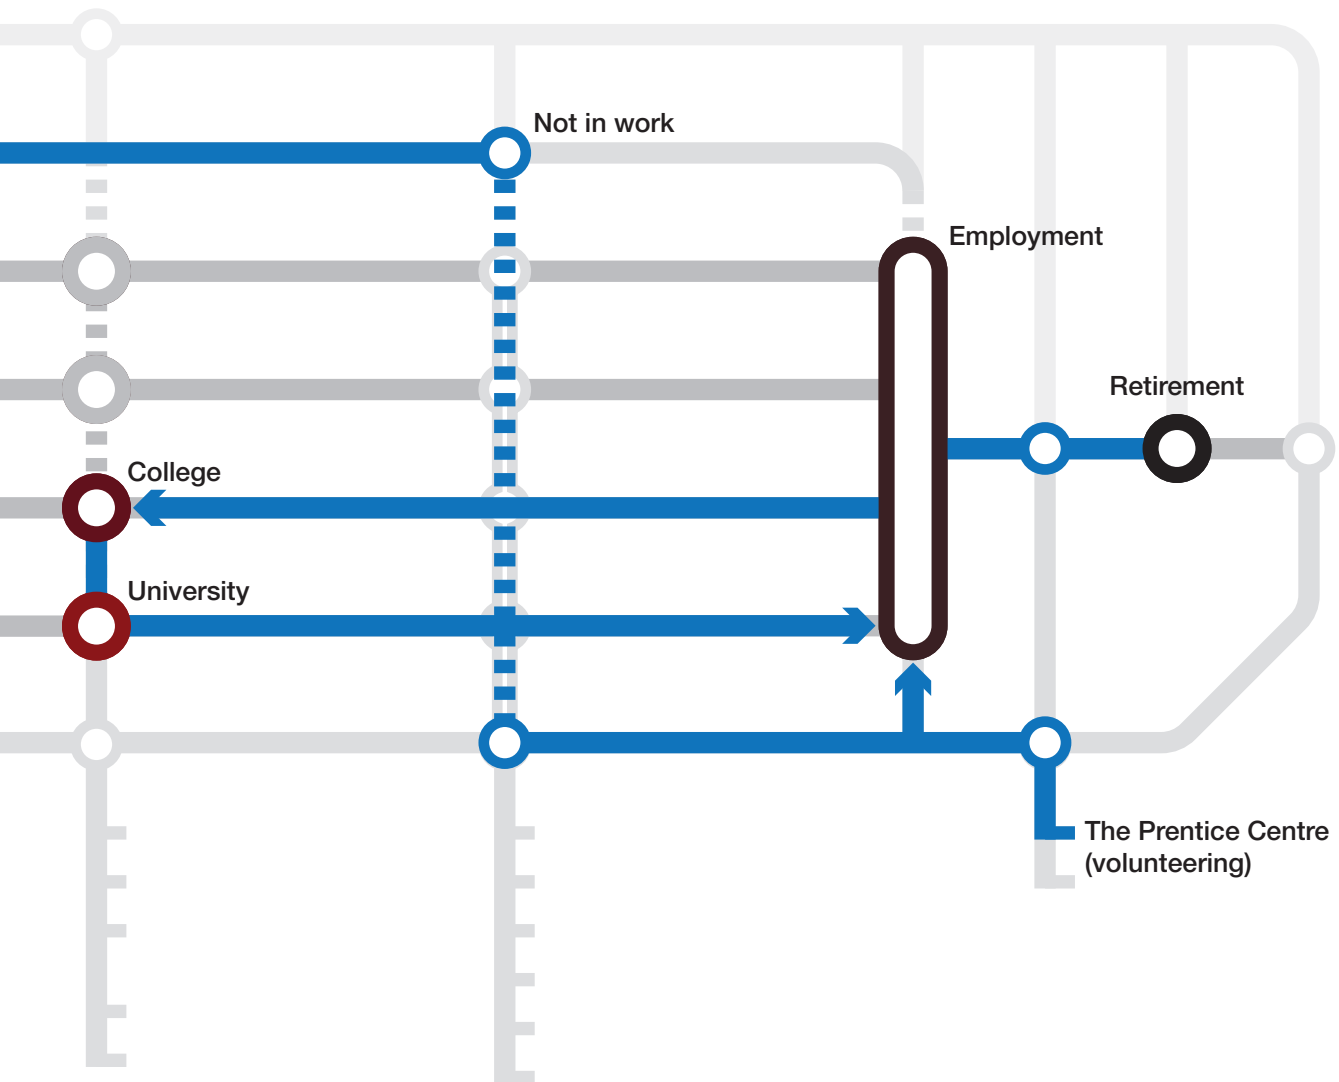 Not in work
Employment
Retirement
College
University
The Prentice Centre
(volunteering)